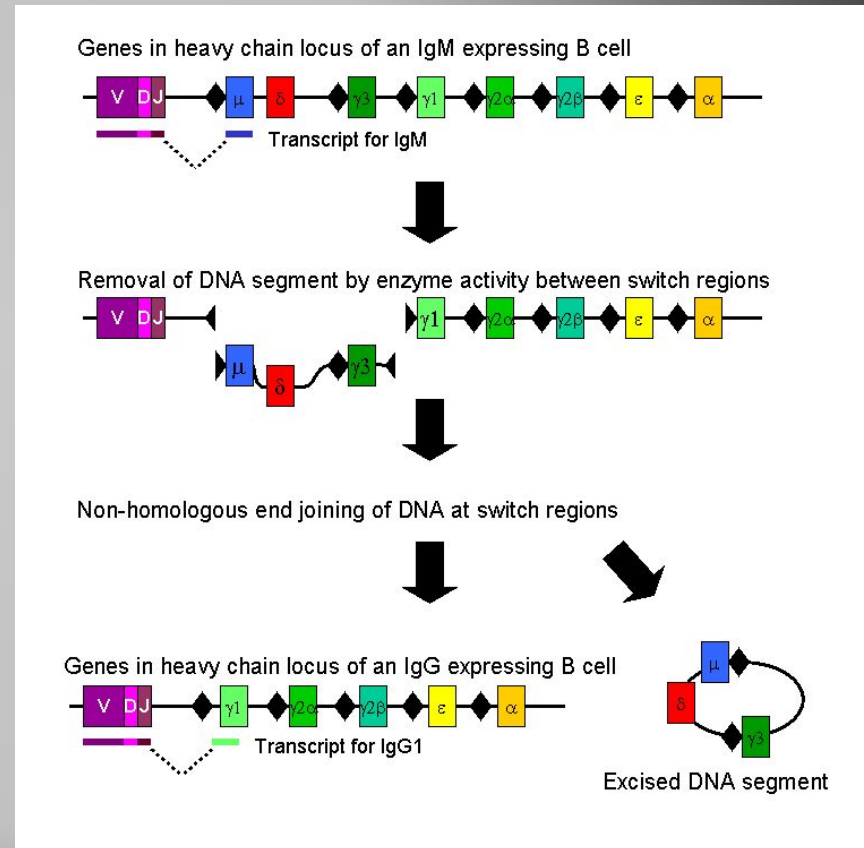 Genes in heavy chain locus of an IgM expressing B cell
V D J μ δ γ3 γ1 γ2α γ2β ε α
Transcript for IgM
Removal of DNA segment by enzyme activity between switch regions
V D J γ1 γ2α γ2β ε α
μ δ γ3
Non-homologous end joining of DNA at switch regions
Genes in heavy chain locus of an IgG expressing B cell
V D J γ1 γ2α γ2β ε α
Transcript for IgG1
μ
δ
γ3
Excised DNA segment